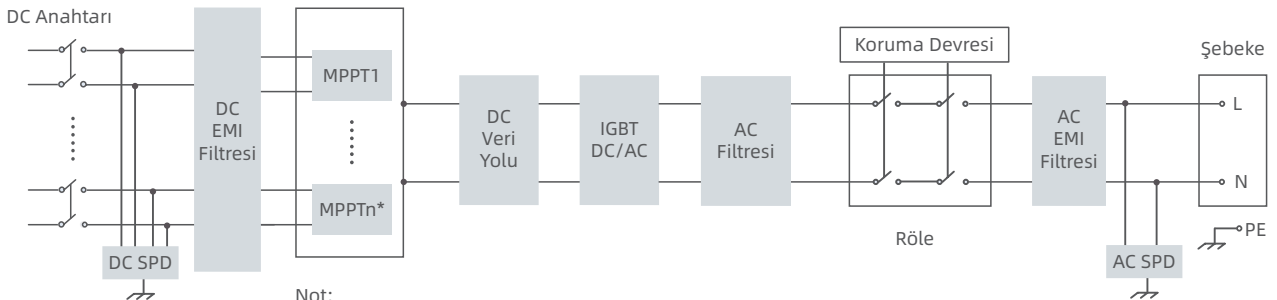 DC Anahtarı
DC
EMI
Filtresi
MPPT1
MPPTn*
DC SPD
Not:
DC
Veri
Yolu
IGBT
DC/AC
AC
Filtresi
Koruma Devresi
Röle
AC
EMI
Filtresi
Şebeke
L
N
PE
AC SPD